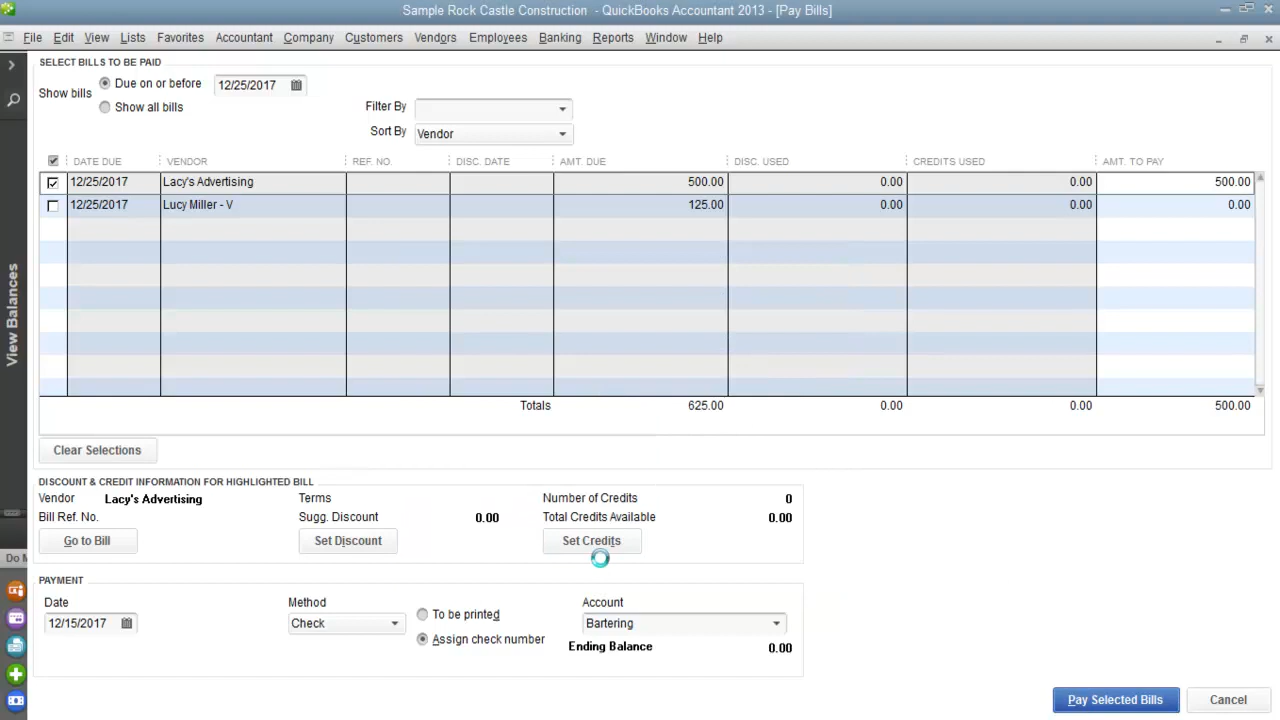 Sample Rock Castle Construction - QuickBooks Accountant 2013 - [Pay Bills]
File Edit View Lists Favorites Accountant Company Customers Vendors Employees Banking Reports Window Help
SELECT BILLS TO BE PAID
Show bills
Due on or before 12/25/2017
Show all bills
Filter By
Sort By Vendor
DATE DUE VENDOR REF. NO. DISC. DATE AMT. DUE DISC. USED CREDITS USED AMT. TO PAY
12/25/2017 Lacy's Advertising 500.00 0.00 0.00 500.00
12/25/2017 Lucy Miller - V 125.00 0.00 0.00 0.00
Totals 625.00 0.00 0.00 500.00
View Balances
Clear Selections
DISCOUNT & CREDIT INFORMATION FOR HIGHLIGHTED BILL
Vendor Lacy's Advertising Terms Number of Credits 0
Bill Ref. No. Sugg. Discount 0.00 Total Credits Available 0.00
Go to Bill Set Discount Set Credits
Do M
PAYMENT
Date Method Account
To be printed
12/15/2017 Check Bartering
Assign check number
Ending Balance 0.00
Pay Selected Bills Cancel